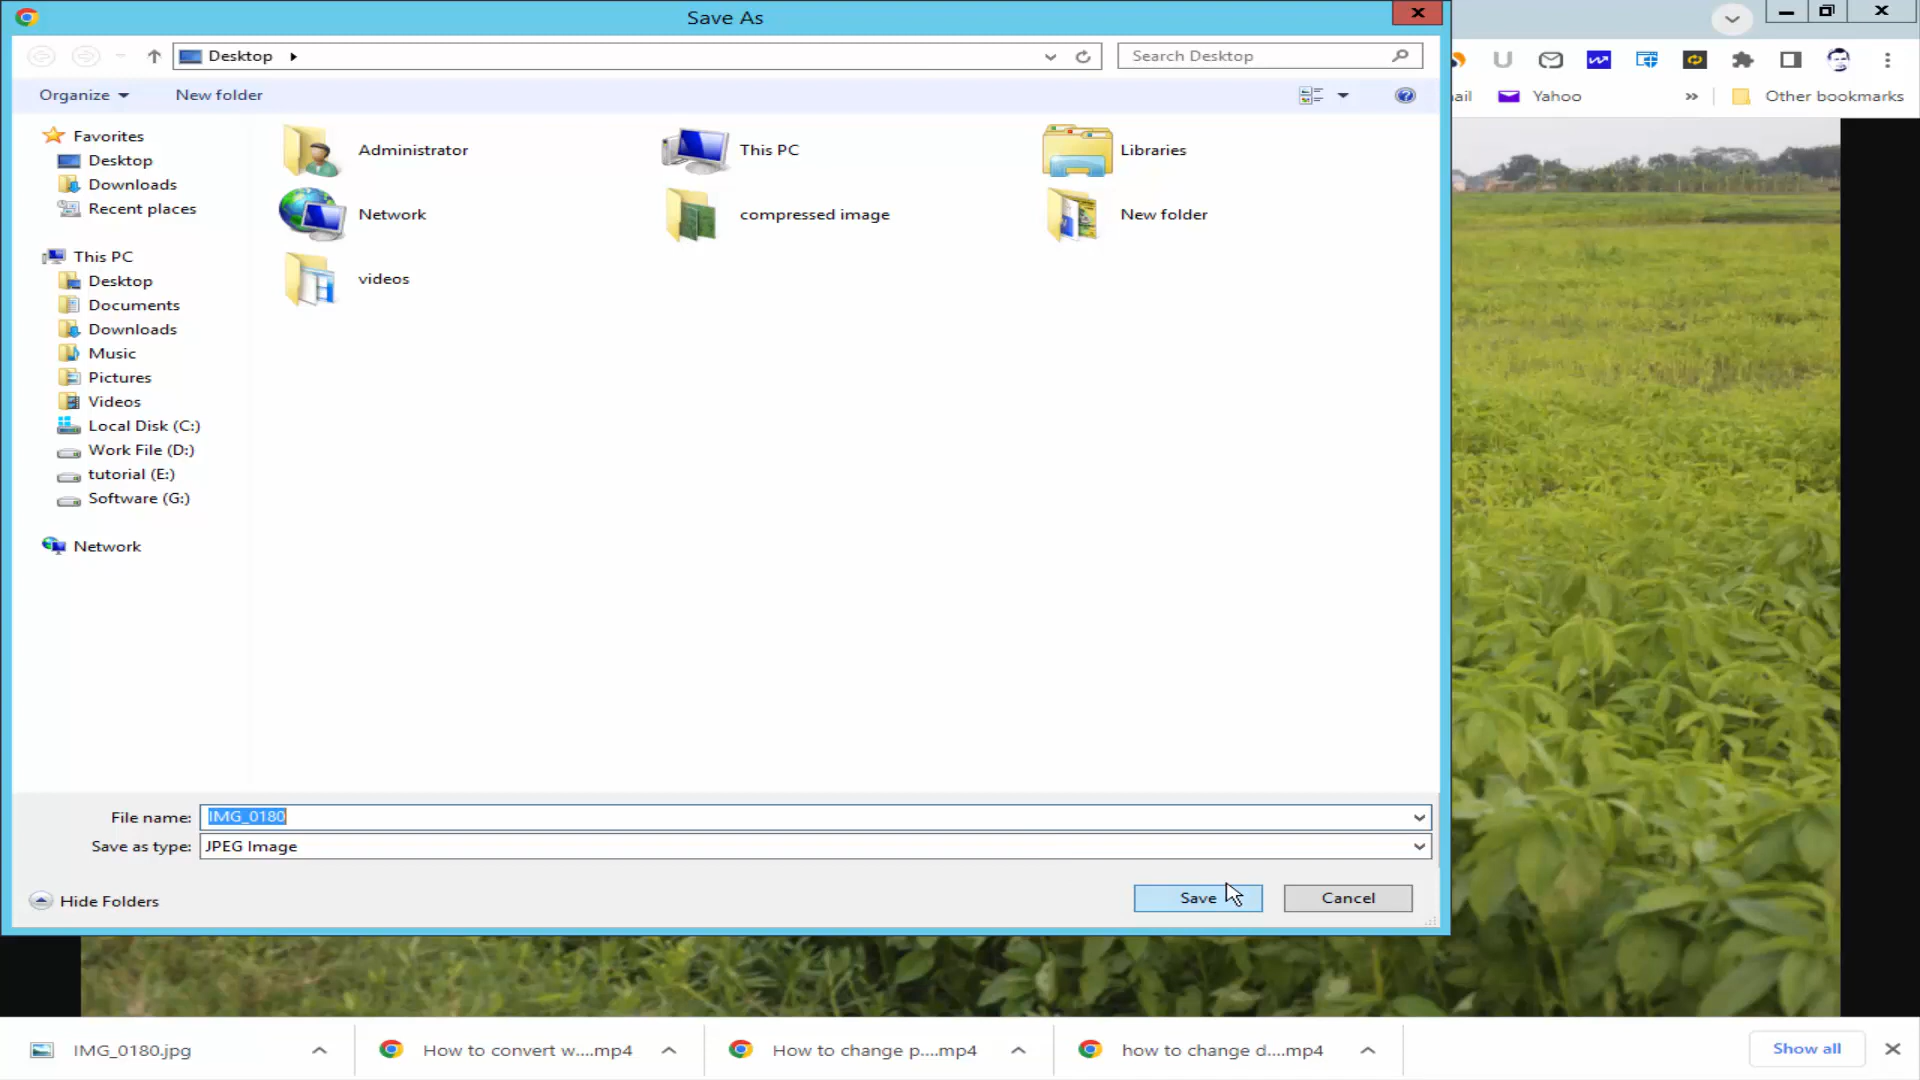 Save As
Desktop
Search Desktop
Organize
New folder
Favorites
Desktop
Downloads
Recent places
This PC
Desktop
Documents
Downloads
Music
Pictures
Videos
Local Disk (C:)
Work File (D:)
tutorial (E:)
Software (G:)
Network
Administrator
This PC
Libraries
Network
compressed image
New folder
videos
File name: IMG_0180
Save as type: JPEG Image
Hide Folders
Save
Cancel
ail
Yahoo
»
Other bookmarks
IMG_0180.jpg
How to convert w....mp4
How to change p....mp4
how to change d....mp4
Show all